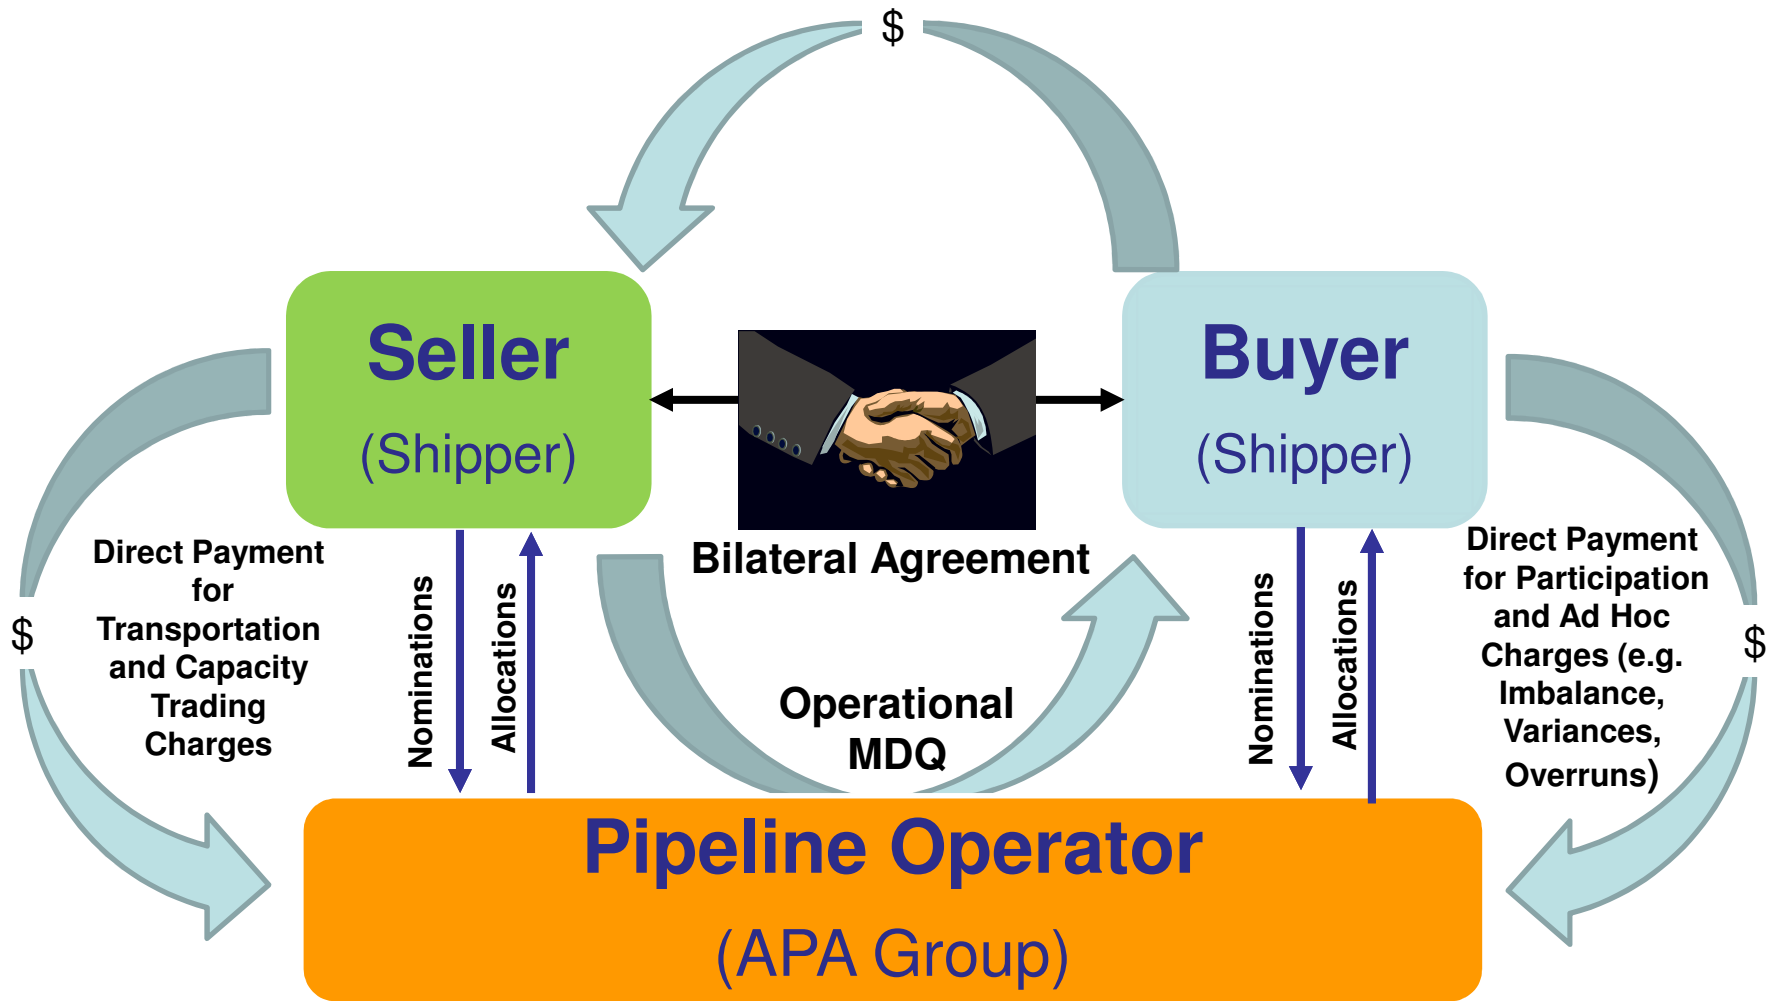 $
Seller
(Shipper)
Buyer
(Shipper)
Bilateral Agreement
Direct Payment
for
Transportation
and Capacity
Trading
Charges
$
Nominations
Allocations
Operational
MDQ
Nominations
Allocations
Direct Payment
for Participation
and Ad Hoc
Charges (e.g.
Imbalance,
Variances,
Overruns)
$
Pipeline Operator
(APA Group)